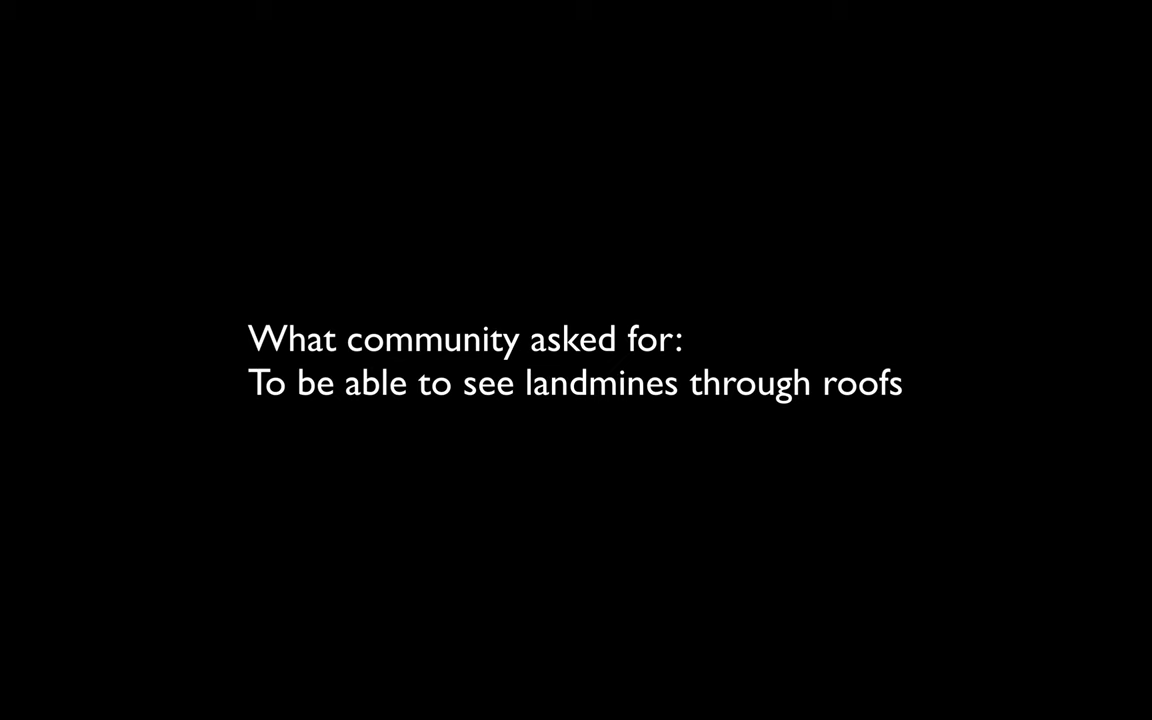 What community asked for:
To be able to see landmines through roofs